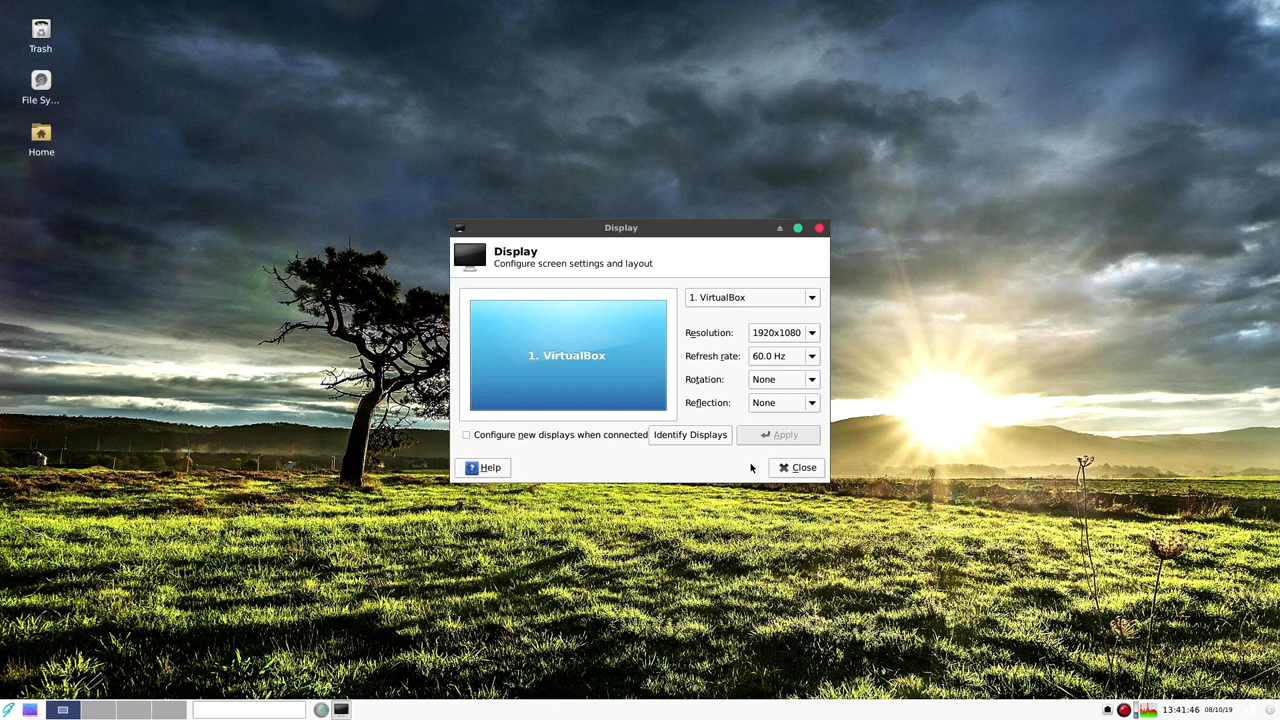 Trash
File Sy...
Home
Display
Display
Configure screen settings and layout
1. VirtualBox
1. VirtualBox
Resolution: 1920x1080
Refresh rate: 60.0 Hz
Rotation: None
Reflection: None
Configure new displays when connected Identify Displays Apply
Help Close
13:41:46 08/10/19